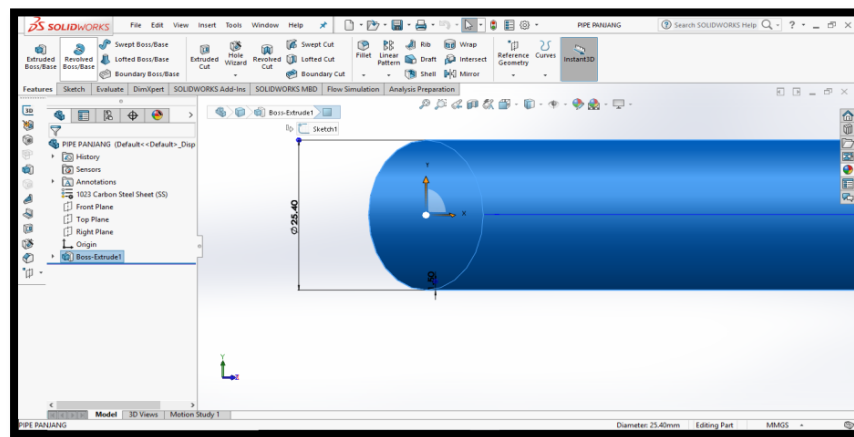 SOLIDWORKS File Edit View Insert Tools Window Help PIPE PANJANG Search SOLIDWORKS Help
Extruded Boss/Base
Revolved Boss/Base
Swept Boss/Base
Lofted Boss/Base
Boundary Boss/Base
Extruded Cut
Hole Wizard
Revolved Cut
Swept Cut
Lofted Cut
Boundary Cut
Fillet
Linear Pattern
Rib
Draft
Shell
Wrap
Intersect
Mirror
Reference Geometry
Curves
Instant3D
Features Sketch Evaluate DimXpert SOLIDWORKS Add-Ins SOLIDWORKS MBD Flow Simulation Analysis Preparation
Boss-Extrude1
Sketch1
PIPE PANJANG (Default<<Default>_Disp
History
Sensors
Annotations
1023 Carbon Steel Sheet (SS)
Front Plane
Top Plane
Right Plane
Origin
Boss-Extrude1
Ø25.40
Y
X
Y
Z
Model 3D Views Motion Study 1
PIPE PANJANG Diameter: 25.40mm Editing Part MMGS